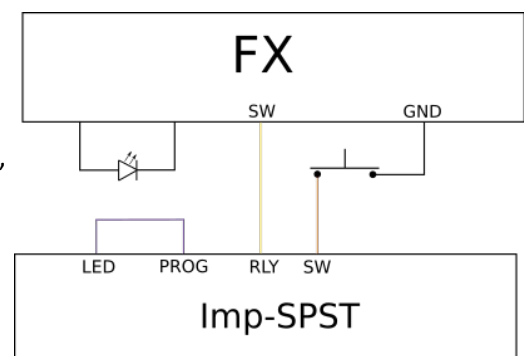 FX
SW GND
,
LED PROG RLY SW
Imp-SPST